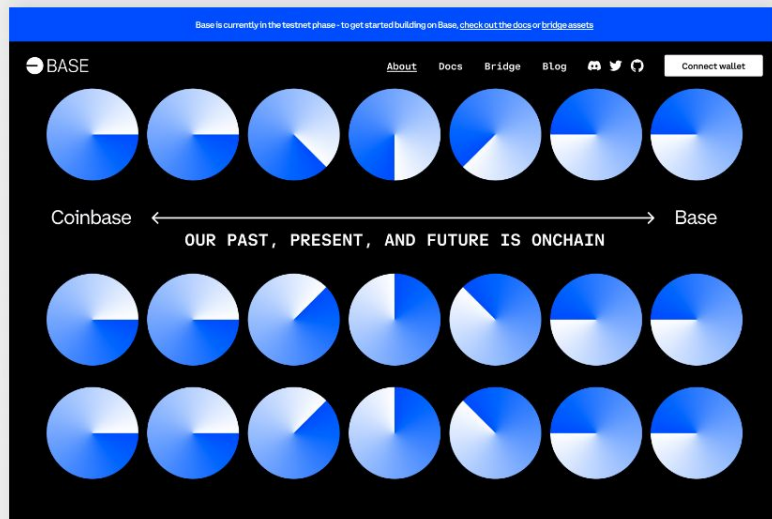 Base is currently in the testnet phase - to get started building on Base, check out the docs or bridge assets
BASE
About Docs Bridge Blog Connect wallet
Coinbase Base
OUR PAST, PRESENT, AND FUTURE IS ONCHAIN